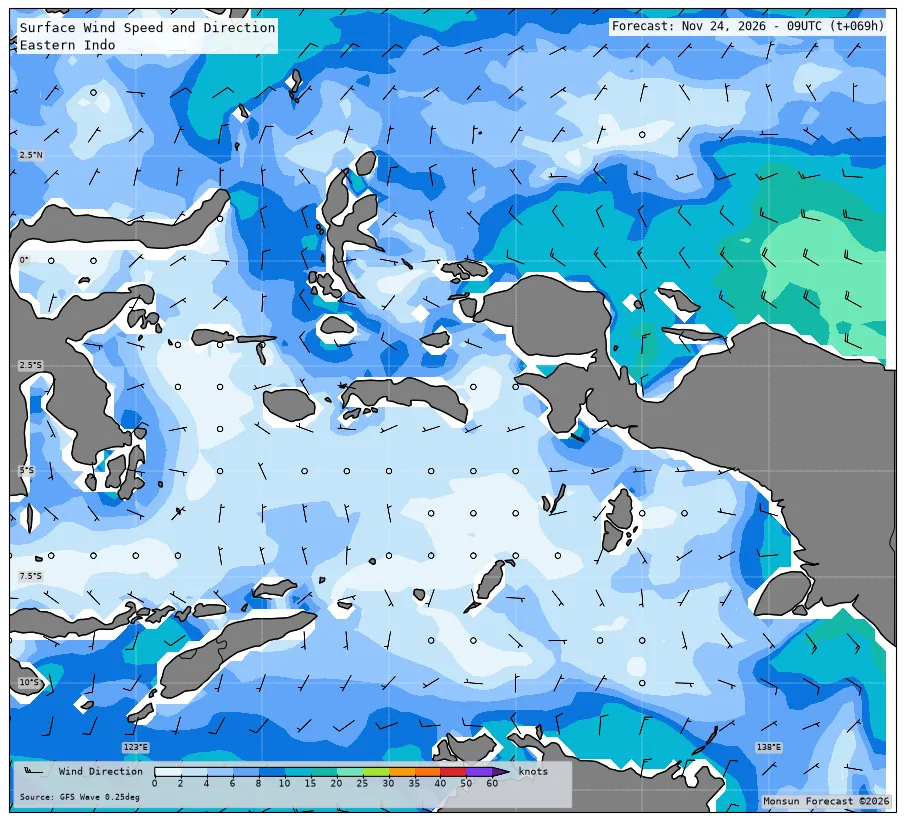 Surface Wind Speed and Direction
Eastern Indo
Forecast: Nov 24, 2026 - 09UTC (t+069h)
2.5°N
0°
2.5°S
5°S
7.5°S
10°S
123°E
138°E
Wind Direction
knots
0 2 4 6 8 10 15 20 25 30 35 40 50 60
Source: GFS Wave 0.25deg
Monsun Forecast ©2026